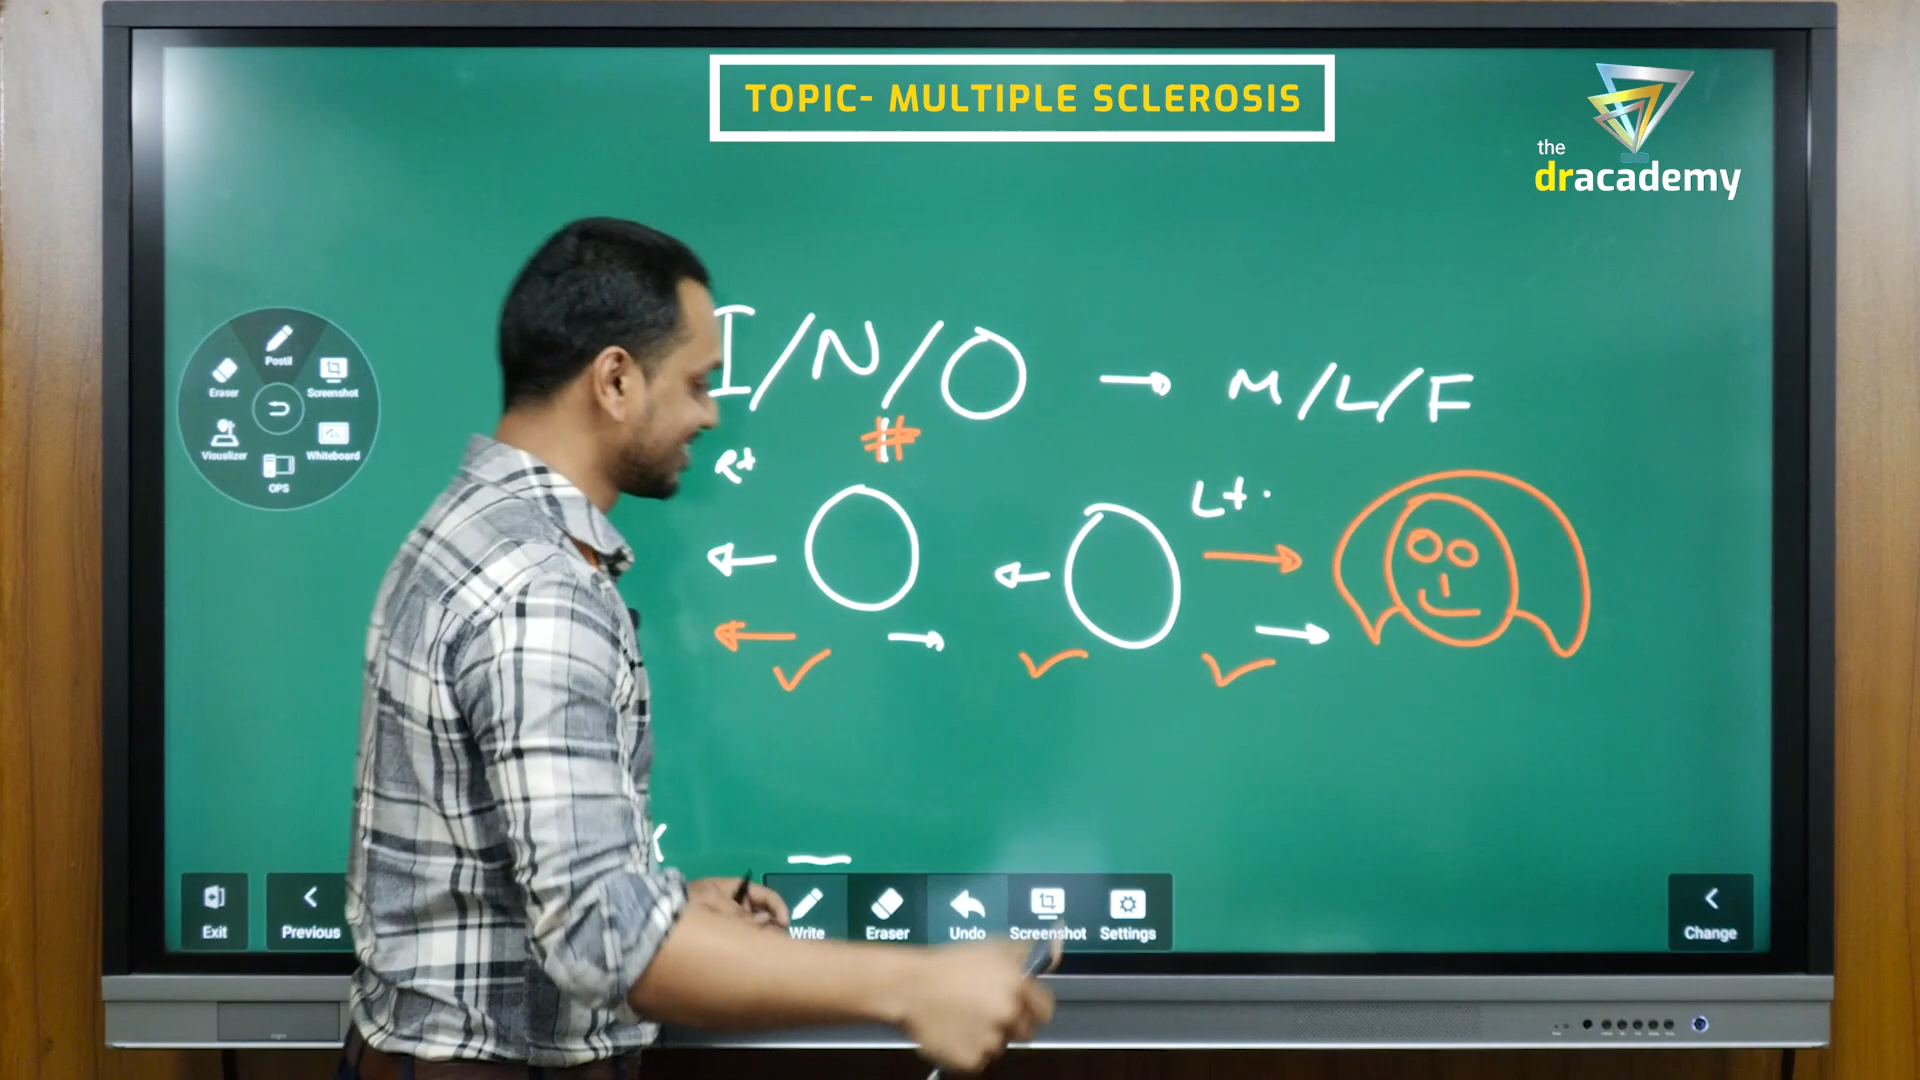 TOPIC- MULTIPLE SCLEROSIS
the
dracademy
I/N/O → M/L/F
Rt
Lt.
Postil
Eraser
Screenshot
Visualizer
Whiteboard
OPS
Exit
Previous
Write
Eraser
Undo
Screenshot
Settings
Change